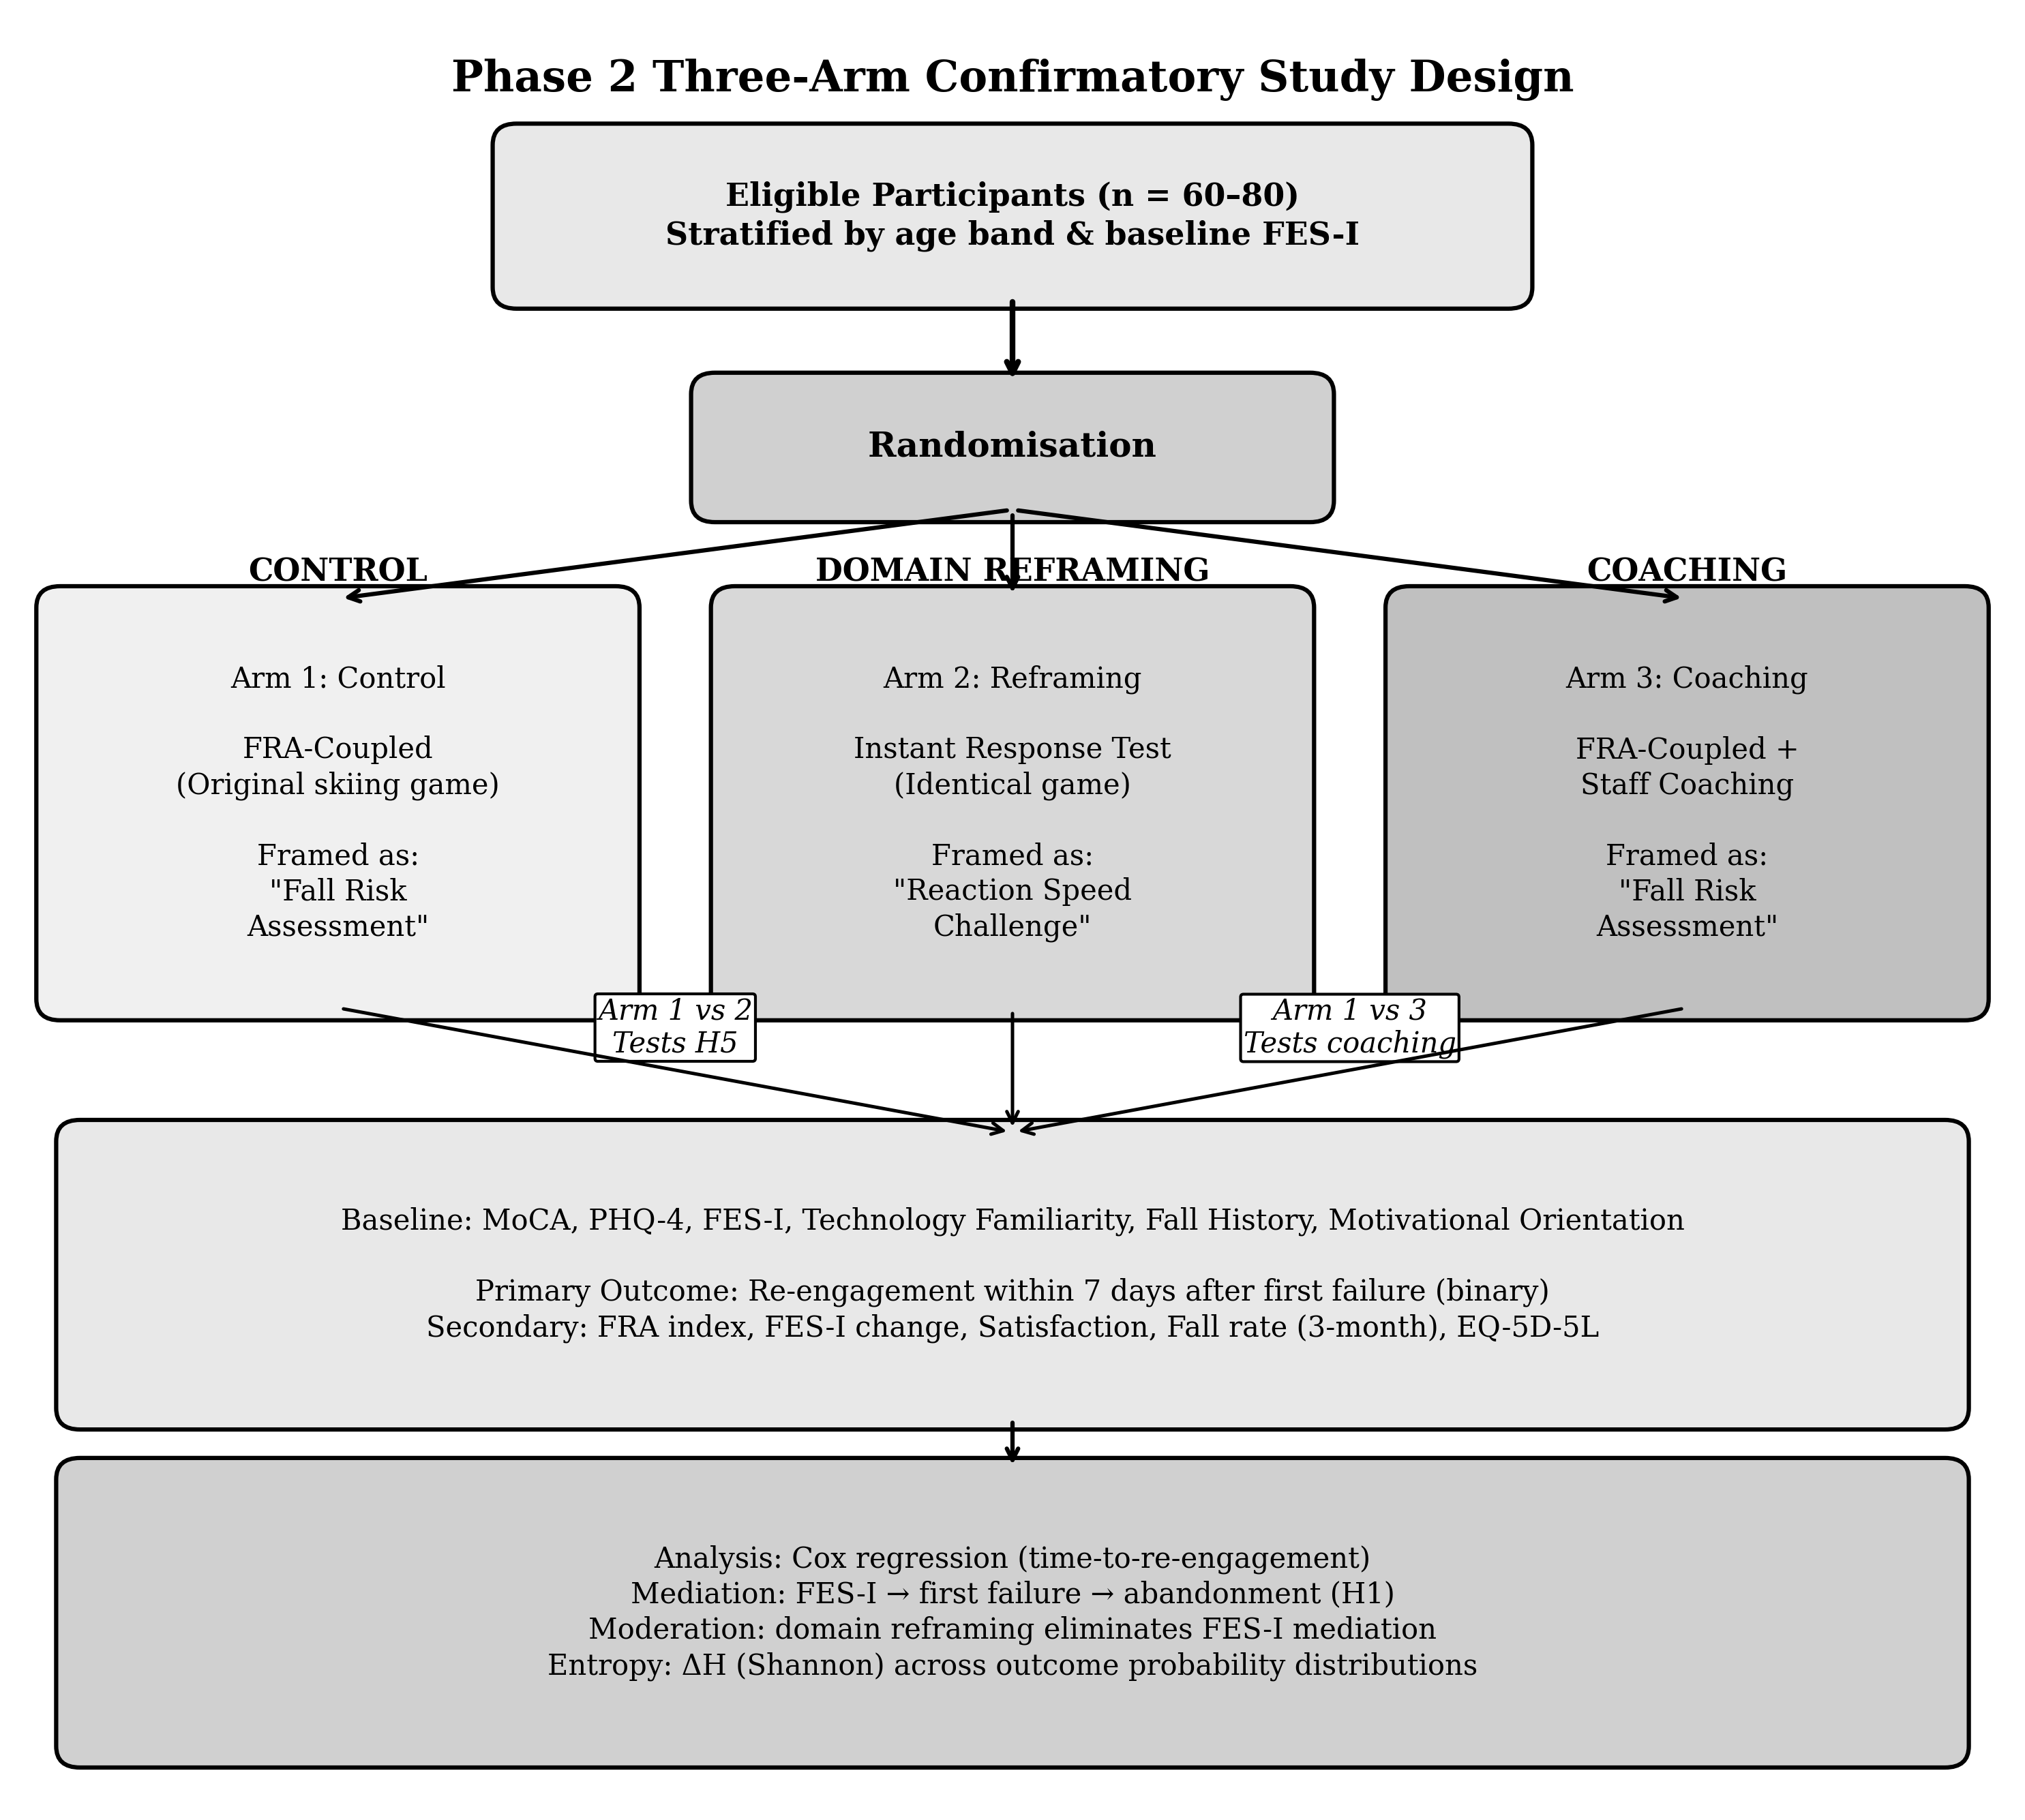 Phase 2 Three-Arm Confirmatory Study Design
Eligible Participants (n = 60–80)
Stratified by age band & baseline FES-I
Randomisation
CONTROL
Arm 1: Control
FRA-Coupled
(Original skiing game)
Framed as:
"Fall Risk
Assessment"
DOMAIN REFRAMING
Arm 2: Reframing
Instant Response Test
(Identical game)
Framed as:
"Reaction Speed
Challenge"
COACHING
Arm 3: Coaching
FRA-Coupled +
Staff Coaching
Framed as:
"Fall Risk
Assessment"
Arm 1 vs 2
Tests H5
Arm 1 vs 3
Tests coaching
Baseline: MoCA, PHQ-4, FES-I, Technology Familiarity, Fall History, Motivational Orientation
Primary Outcome: Re-engagement within 7 days after first failure (binary)
Secondary: FRA index, FES-I change, Satisfaction, Fall rate (3-month), EQ-5D-5L
Analysis: Cox regression (time-to-re-engagement)
Mediation: FES-I → first failure → abandonment (H1)
Moderation: domain reframing eliminates FES-I mediation
Entropy: ΔH (Shannon) across outcome probability distributions